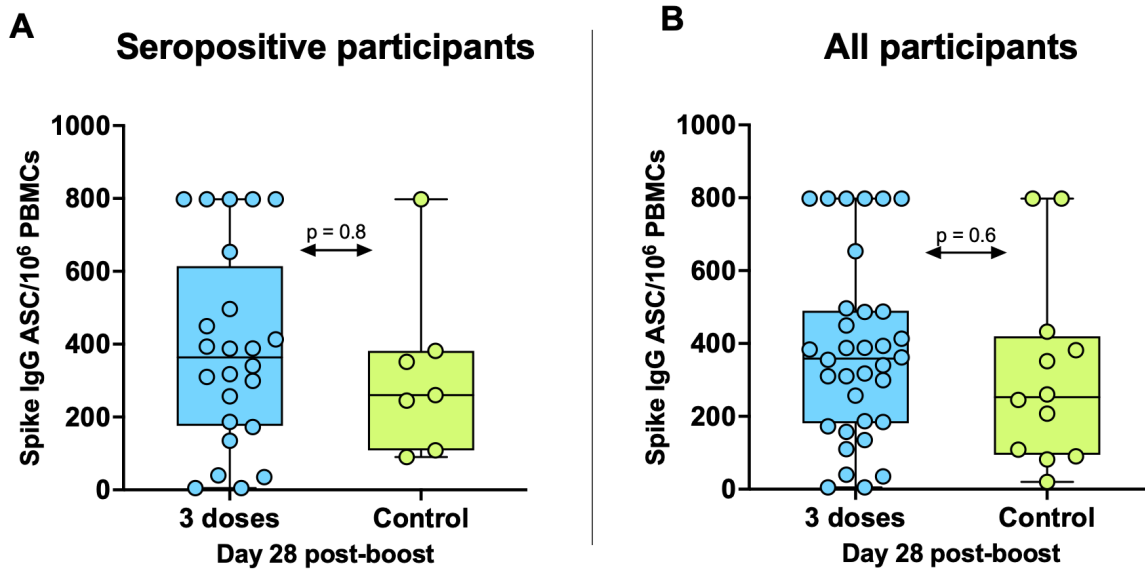 A
Seropositive participants
Spike IgG ASC/10⁶ PBMCs
1000
800
600
400
200
0
p = 0.8
3 doses
Control
Day 28 post-boost
B
All participants
Spike IgG ASC/10⁶ PBMCs
1000
800
600
400
200
0
p = 0.6
3 doses
Control
Day 28 post-boost